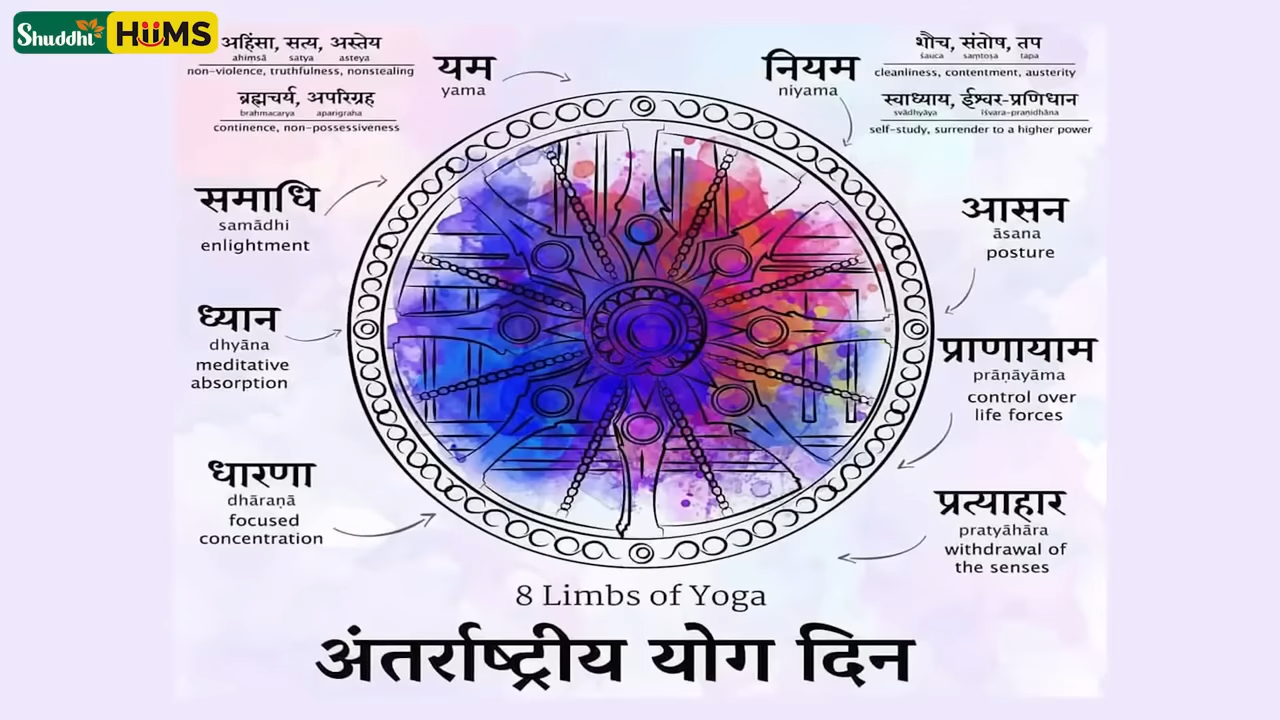 Shuddhi HiiMS
अहिंसा, सत्य, अस्तेय
ahimsā satya asteya
non-violence, truthfulness, nonstealing
ब्रह्मचर्य, अपरिग्रह
brahmacarya aparigraha
continence, non-possessiveness
यम
yama
नियम
niyama
शौच, संतोष, तप
śauca saṃtoṣa tapa
cleanliness, contentment, austerity
स्वाध्याय, ईश्वर-प्रणिधान
svādhyāya īśvara-praṇidhāna
self-study, surrender to a higher power
समाधि
samādhi
enlightment
आसन
āsana
posture
ध्यान
dhyāna
meditative
absorption
प्राणायाम
prāṇāyāma
control over
life forces
धारणा
dhāraṇā
focused
concentration
प्रत्याहार
pratyāhāra
withdrawal of
the senses
8 Limbs of Yoga
अंतर्राष्ट्रीय योग दिन